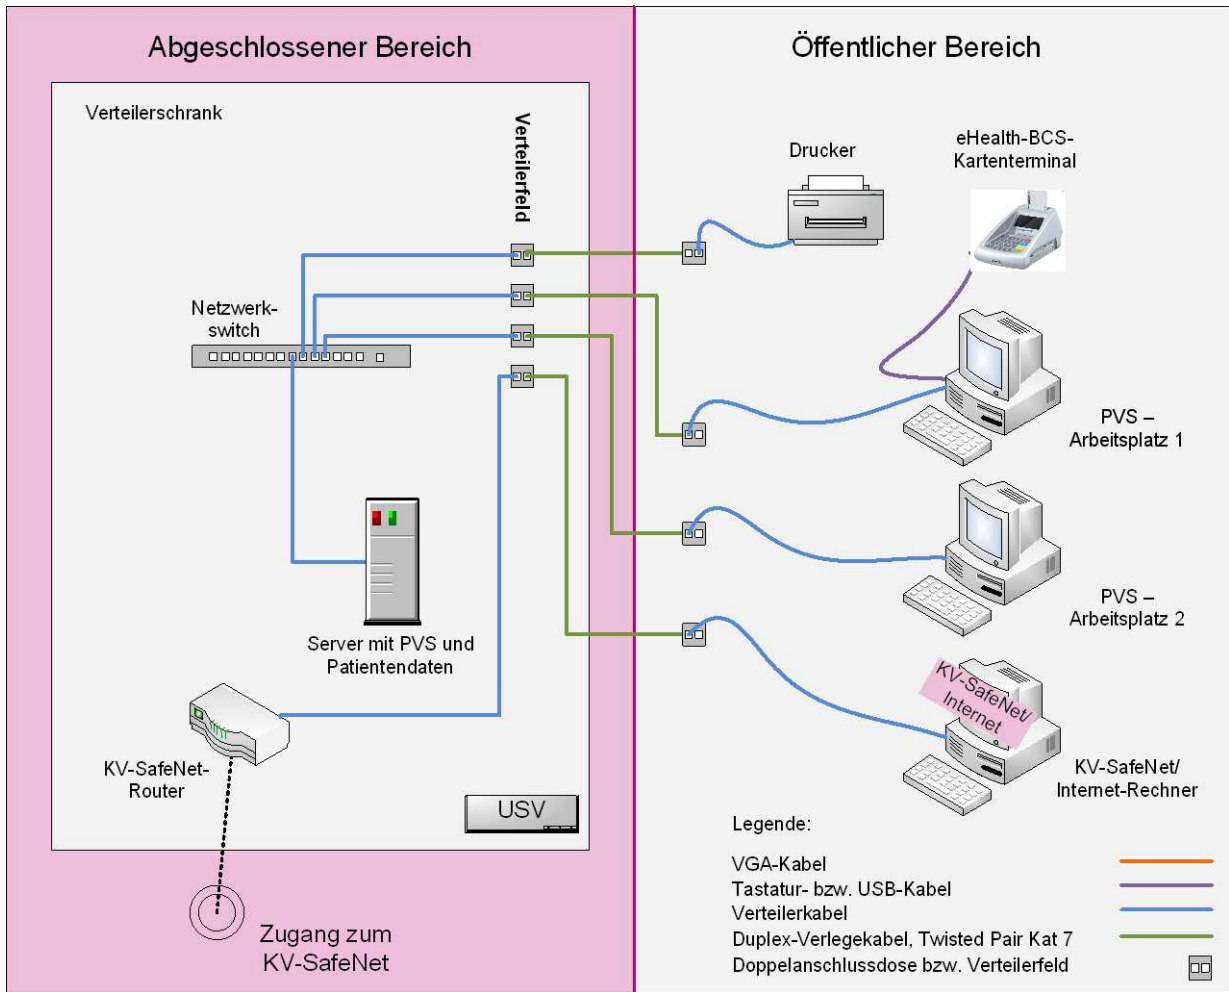 Abgeschlossener Bereich
Öffentlicher Bereich
Verteilerschrank
Verteilerfeld
Drucker
eHealth-BCS-
Kartenterminal
Netzwerk-
switch
PVS –
Arbeitsplatz 1
PVS –
Arbeitsplatz 2
Server mit PVS und
Patientendaten
KV-SafeNet/
Internet
KV-SafeNet-
Router
KV-SafeNet/
Internet-Rechner
USV
Zugang zum
KV-SafeNet
Legende:
VGA-Kabel
Tastatur- bzw. USB-Kabel
Verteilerkabel
Duplex-Verlegekabel, Twisted Pair Kat 7
Doppelanschlussdose bzw. Verteilerfeld